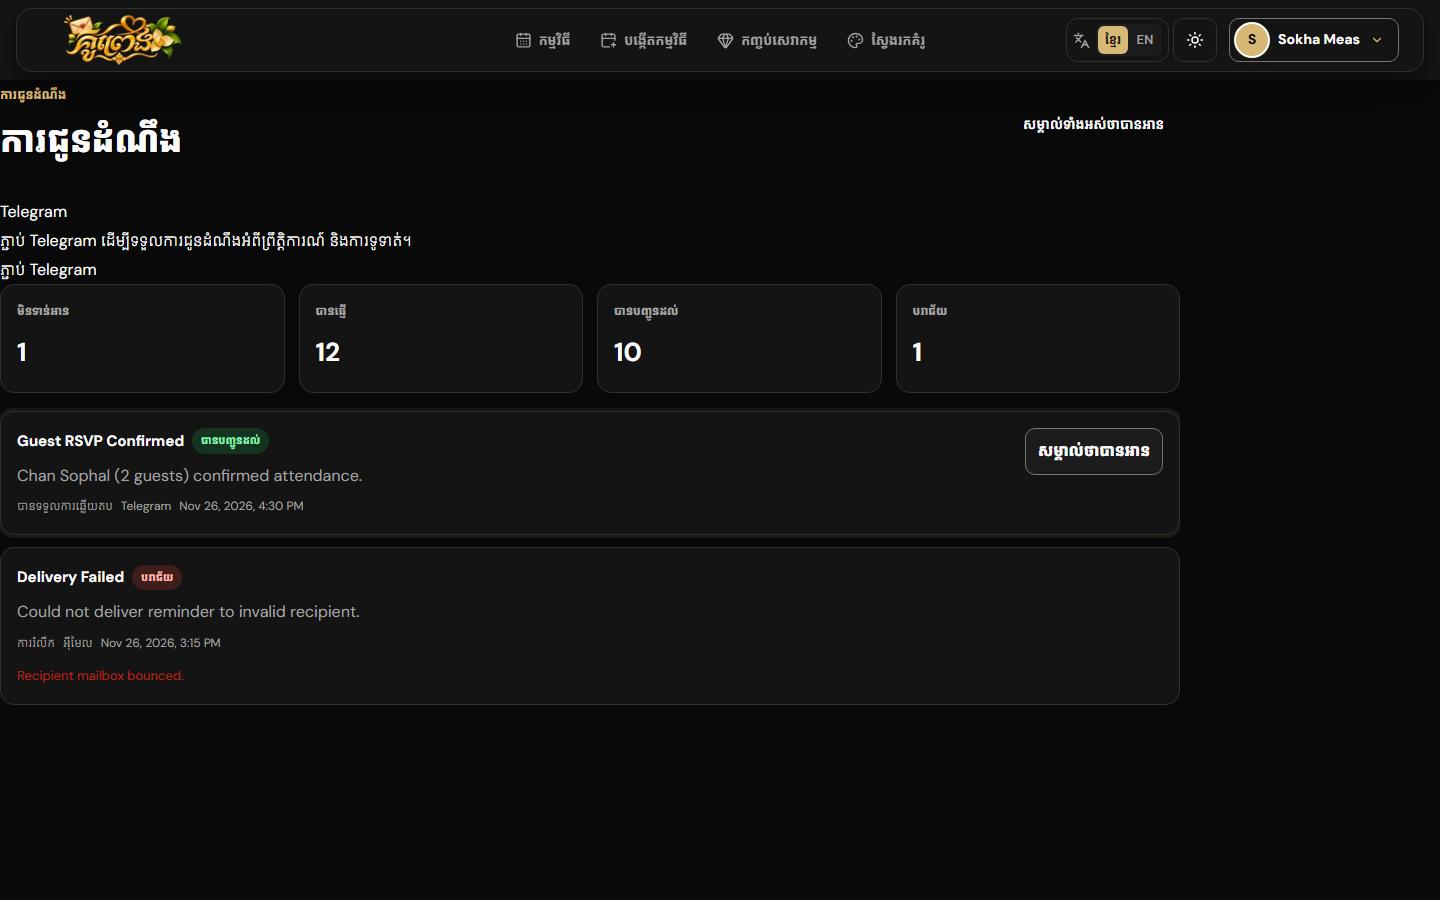 គូព្រេង
កម្មវិធី
បង្កើតកម្មវិធី
កញ្ចប់សេវាកម្ម
ស្វែងរកគំរូ
ខ្មែរ
EN
S
Sokha Meas
ការជូនដំណឹង
ការជូនដំណឹង
សម្គាល់ទាំងអស់ថាបានអាន
Telegram
ភ្ជាប់ Telegram ដើម្បីទទួលការជូនដំណឹងអំពីព្រឹត្តិការណ៍ និងការទូទាត់។
ភ្ជាប់ Telegram
មិនទាន់អាន
1
បានផ្ញើ
12
បានបញ្ជូនដល់
10
បរាជ័យ
1
Guest RSVP Confirmed បានបញ្ជូនដល់
សម្គាល់ថាបានអាន
Chan Sophal (2 guests) confirmed attendance.
បានទទួលការឆ្លើយតប Telegram Nov 26, 2026, 4:30 PM
Delivery Failed បរាជ័យ
Could not deliver reminder to invalid recipient.
ការរំលឹក អ៊ីមែល Nov 26, 2026, 3:15 PM
Recipient mailbox bounced.